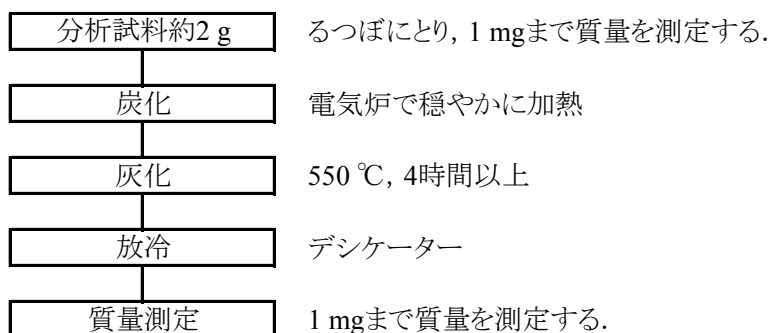 分析試料約2 g るつぼにとり, 1 mgまで質量を測定する.
炭化 電気炉で穏やかに加熱
灰化 550 ℃, 4時間以上
放冷 デシケーター
質量測定 1 mgまで質量を測定する.